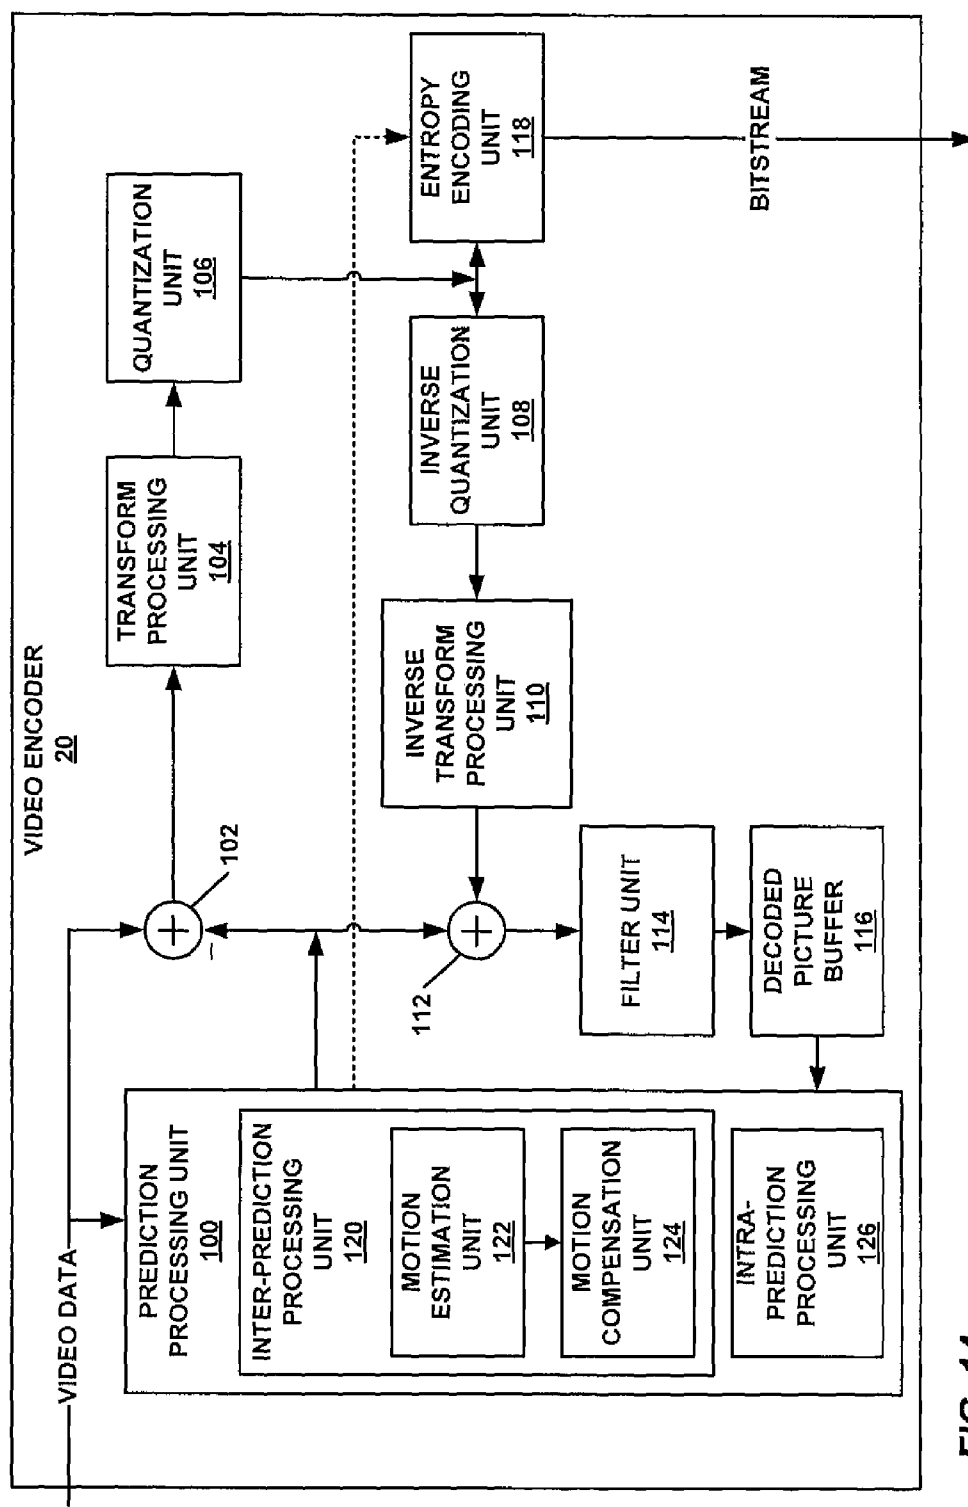 VIDEO ENCODER
20
VIDEO DATA
PREDICTION
PROCESSING UNIT
100
INTER-PREDICTION
PROCESSING
UNIT
120
MOTION
ESTIMATION
UNIT
122
MOTION
COMPENSATION
UNIT
124
INTRA-
PREDICTION
PROCESSING
UNIT
126
102
TRANSFORM
PROCESSING
UNIT
104
QUANTIZATION
UNIT
106
112
INVERSE
TRANSFORM
PROCESSING
UNIT
110
INVERSE
QUANTIZATION
UNIT
108
ENTROPY
ENCODING
UNIT
118
FILTER UNIT
114
DECODED
PICTURE
BUFFER
116
BITSTREAM
FIG.